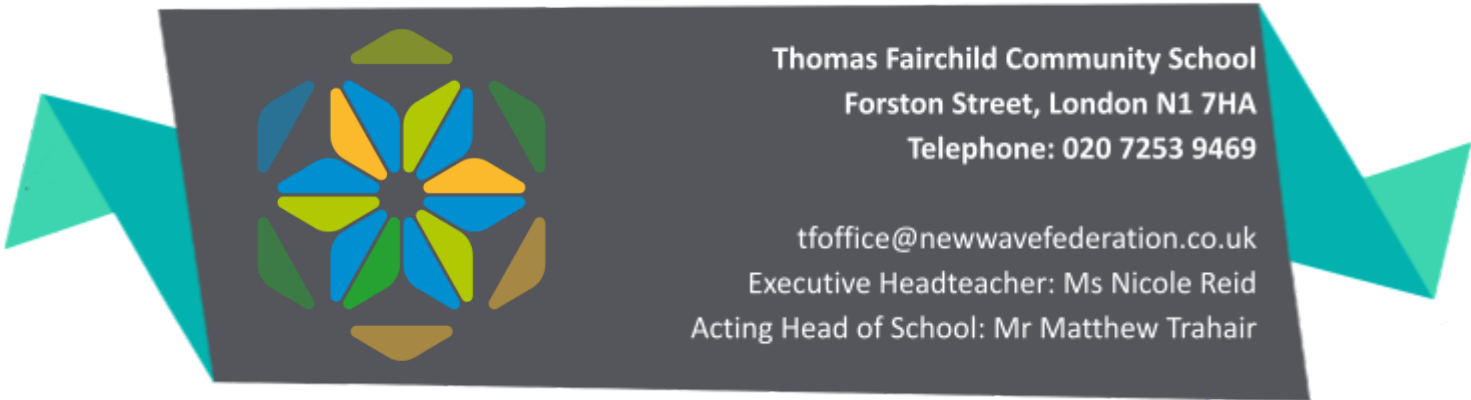 Thomas Fairchild Community School
Forston Street, London N1 7HA
Telephone: 020 7253 9469
tfoffice@newwavefederation.co.uk
Executive Headteacher: Ms Nicole Reid
Acting Head of School: Mr Matthew Trahair